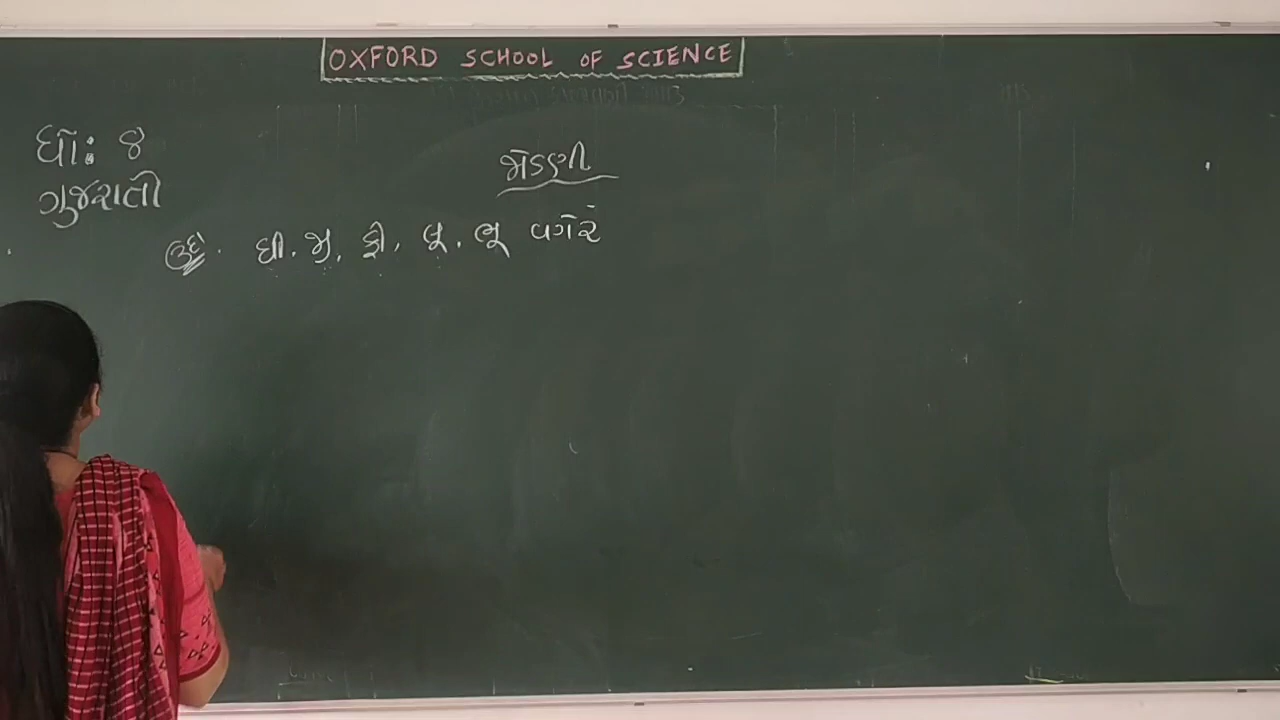 OXFORD SCHOOL OF SCIENCE
ધો: ૪
ગુજરાતી
જોડણી
ઉદા. ઘી, જી, ફી, લૂ, ભૂ વગેરે